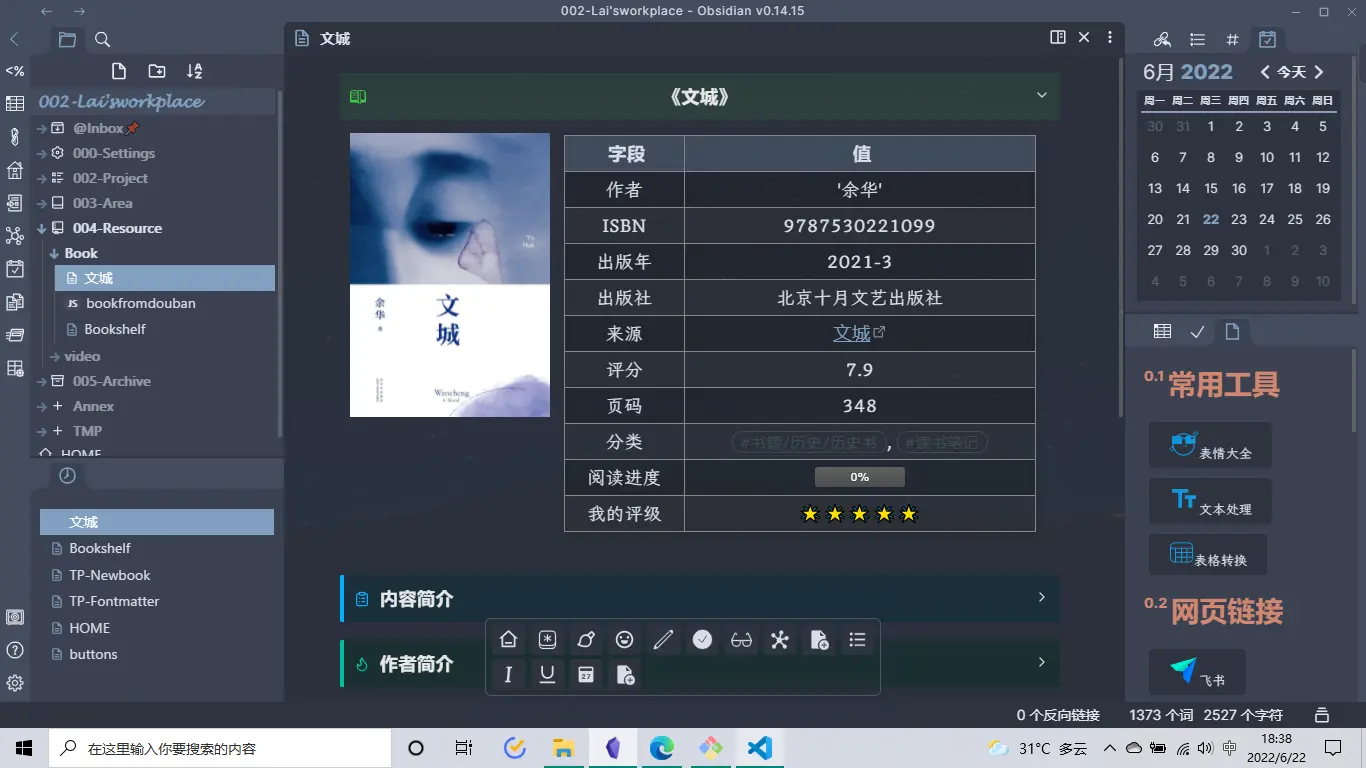 002-Lai'sworkplace - Obsidian v0.14.15
文城
<%
002-Lai'sworkplace
@Inbox📌
000-Settings
002-Project
003-Area
004-Resource
Book
文城
JS bookfromdouban
Bookshelf
video
005-Archive
Annex
TMP
HOME
文城
Bookshelf
TP-Newbook
TP-Fontmatter
HOME
buttons
《文城》
Yu
Hua
余华 著
文城
Wencheng
A Novel
字段 值
作者 '余华'
ISBN 9787530221099
出版年 2021-3
出版社 北京十月文艺出版社
来源 文城
评分 7.9
页码 348
分类 #书籍/历史/历史书, #读书笔记
阅读进度 0%
我的评级 ★★★★★
内容简介
作者简介
27
6月 2022 今天
周一 周二 周三 周四 周五 周六 周日
30 31 1 2 3 4 5
6 7 8 9 10 11 12
13 14 15 16 17 18 19
20 21 22 23 24 25 26
27 28 29 30 1 2 3
4 5 6 7 8 9 10
0.1 常用工具
表情大全
TT 文本处理
表格转换
0.2 网页链接
飞书
0 个反向链接 1373 个词 2527 个字符
在这里输入你要搜索的内容
31°C 多云
中
18:38
2022/6/22